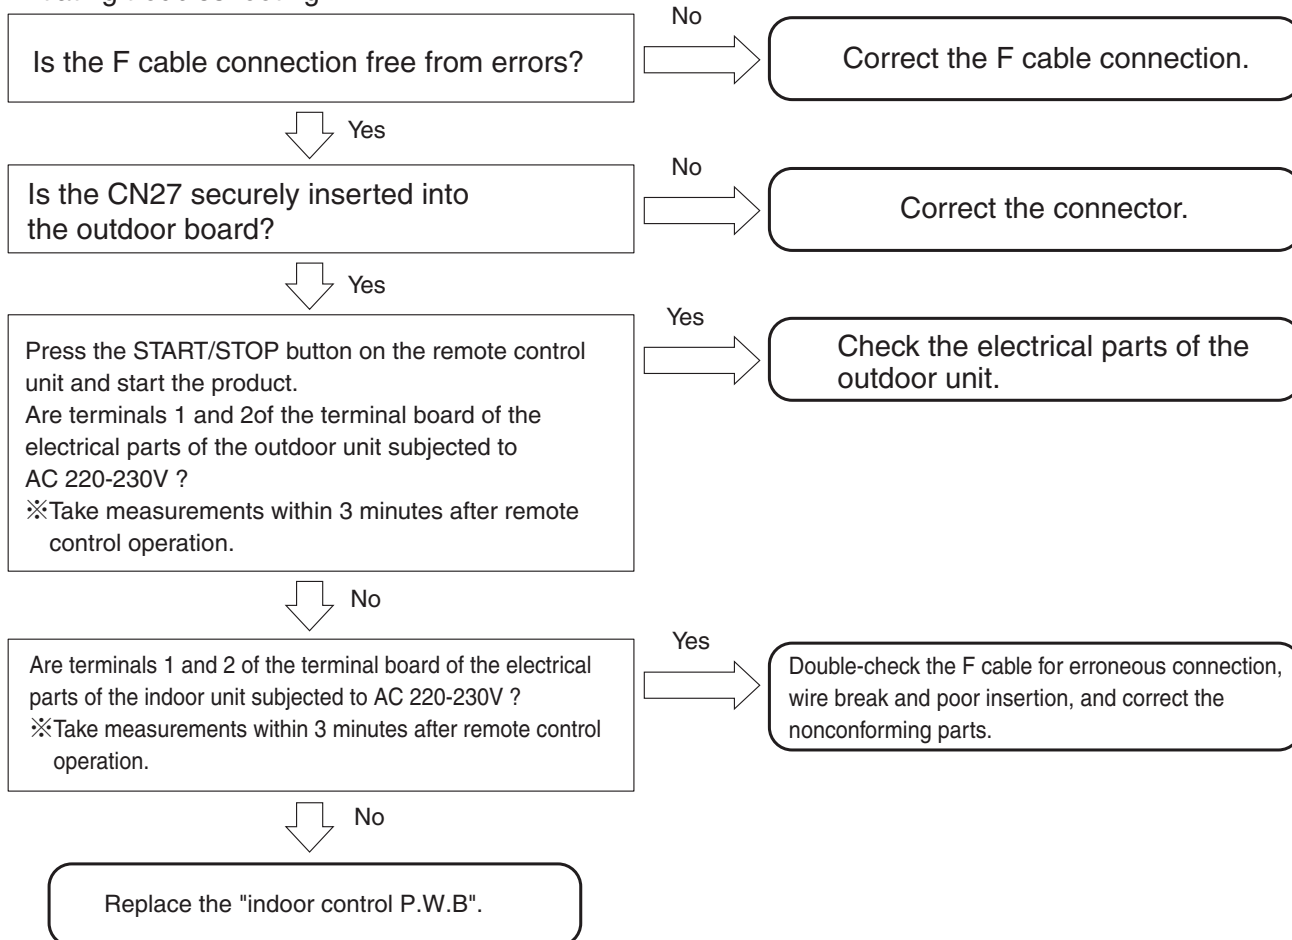 Is the F cable connection free from errors?
No
Correct the F cable connection.
Yes
Is the CN27 securely inserted into
the outdoor board?
No
Correct the connector.
Yes
Press the START/STOP button on the remote control
unit and start the product.
Are terminals 1 and 2of the terminal board of the
electrical parts of the outdoor unit subjected to
AC 220-230V ?
※Take measurements within 3 minutes after remote
control operation.
Yes
Check the electrical parts of the
outdoor unit.
No
Are terminals 1 and 2 of the terminal board of the electrical
parts of the indoor unit subjected to AC 220-230V ?
※Take measurements within 3 minutes after remote control
operation.
Yes
Double-check the F cable for erroneous connection,
wire break and poor insertion, and correct the
nonconforming parts.
No
Replace the "indoor control P.W.B".